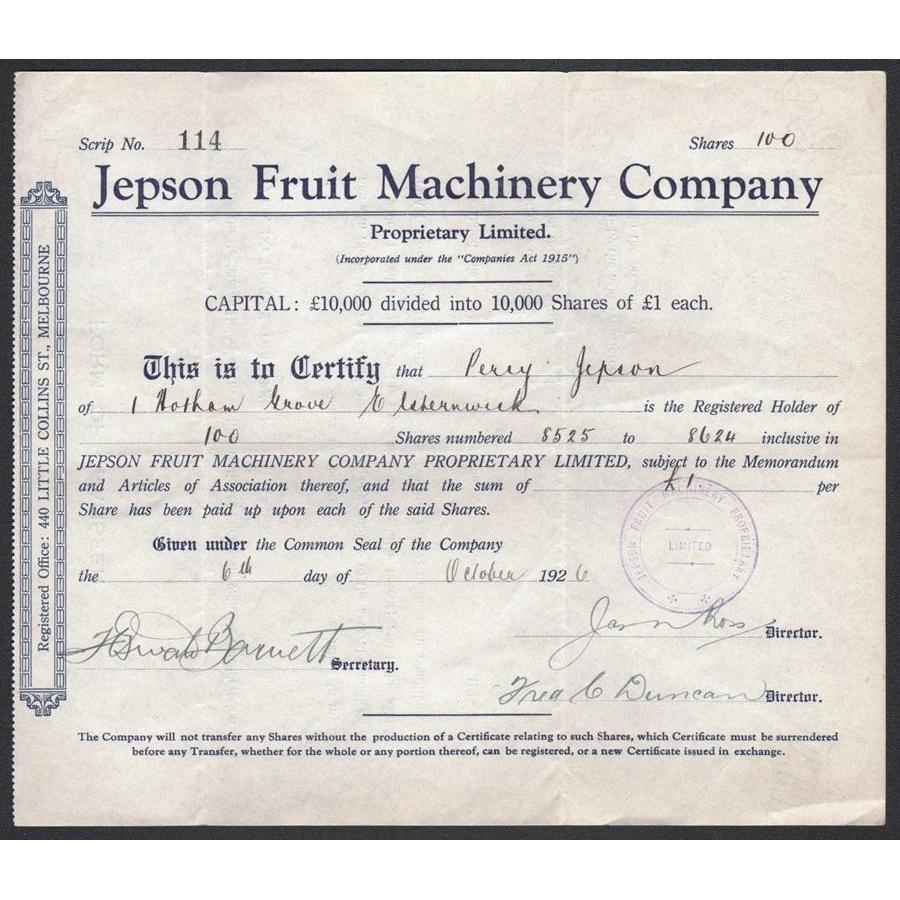 Scrip No. 114 Shares 100
Jepson Fruit Machinery Company
Proprietary Limited.
(Incorporated under the "Companies Act 1915")
CAPITAL: £10,000 divided into 10,000 Shares of £1 each.
This is to Certify that Percy Jepson
of 1 Hotham Grove Elsternwick is the Registered Holder of
100 Shares numbered 8525 to 8624 inclusive in
JEPSON FRUIT MACHINERY COMPANY PROPRIETARY LIMITED, subject to the Memorandum
and Articles of Association thereof, and that the sum of £1 per
Share has been paid up upon each of the said Shares.
Given under the Common Seal of the Company
the 6th day of October 1926
JEPSON FRUIT MACHINERY PROPRIETARY
LIMITED
Ross Director.
Barnett Secretary.
Fred C Duncan Director.
The Company will not transfer any Shares without the production of a Certificate relating to such Shares, which Certificate must be surrendered
before any Transfer, whether for the whole or any portion thereof, can be registered, or a new Certificate issued in exchange.
Registered Office: 440 LITTLE COLLINS ST., MELBOURNE